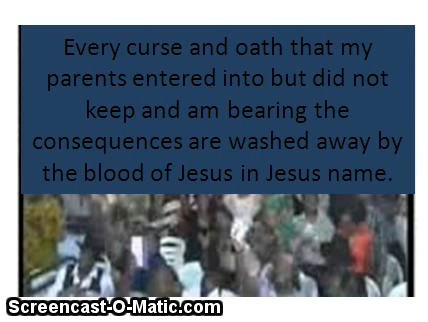 Every curse and oath that my
parents entered into but did not
keep and am bearing the
consequences are washed away by
the blood of Jesus in Jesus name.
Screencast-O-Matic.com